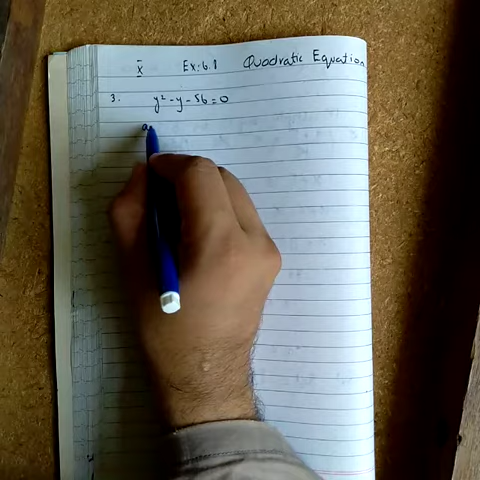 x̄ Ex:6.1 Quadratic Equation
3. y² - y - 56 = 0
a